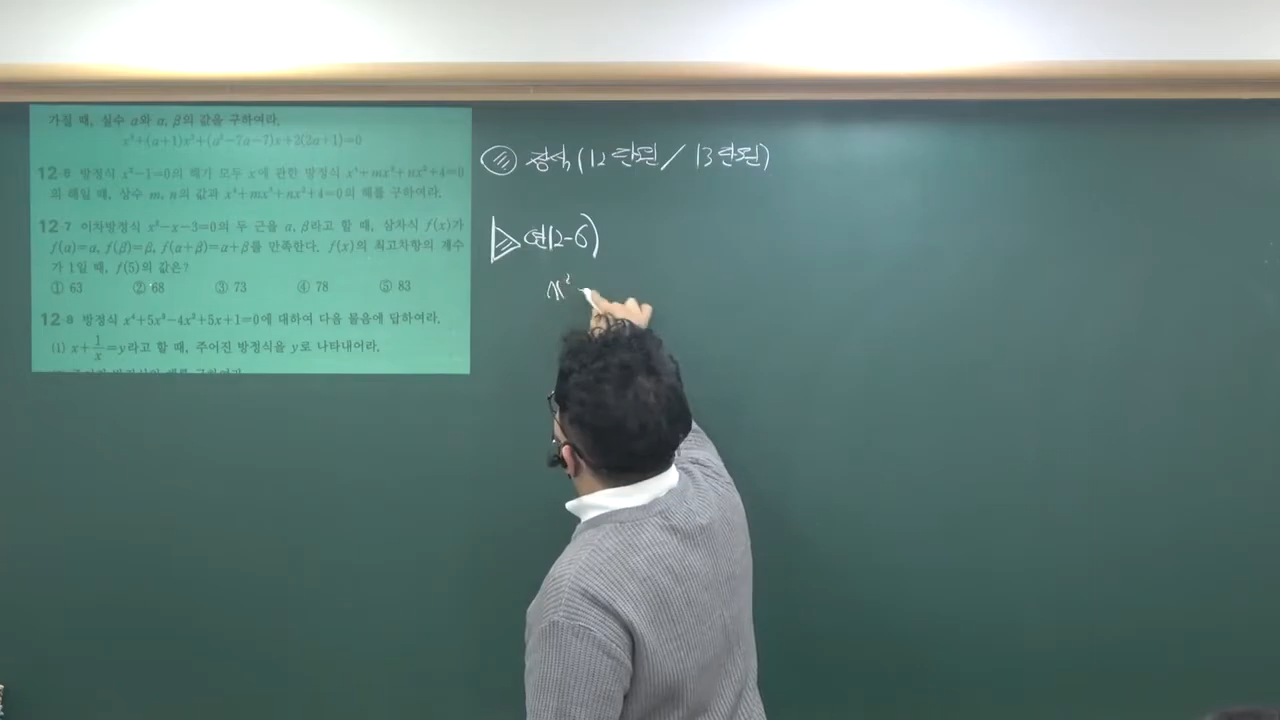 가질 때, 실수 a와 α, β의 값을 구하여라.
x³+(a+1)x²+(a²-7a-7)x+2(3a+1)=0
12·6 방정식 x²-1=0의 해가 모두 x에 관한 방정식 x⁴+mx³+nx²+4=0
의 해일 때, 상수 m, n의 값과 x⁴+mx³+nx²+4=0의 해를 구하여라.
12·7 이차방정식 x²-x-3=0의 두 근을 α, β라고 할 때, 삼차식 f(x)가
f(α)=α, f(β)=β, f(α+β)=α+β를 만족한다. f(x)의 최고차항의 계수
가 1일 때, f(5)의 값은?
① 63 ② 68 ③ 73 ④ 78 ⑤ 83
12·8 방정식 x⁴+5x³-4x²+5x+1=0에 대하여 다음 물음에 답하여라.
(1) x+1/x=y라고 할 때, 주어진 방정식을 y로 나타내어라.
정석(12단원 / 13단원)
연12-6)
x²